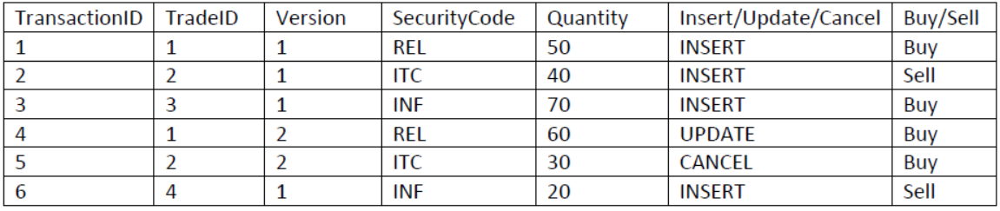 TransactionID TradeID Version SecurityCode Quantity Insert/Update/Cancel Buy/Sell
1 1 1 REL 50 INSERT Buy
2 2 1 ITC 40 INSERT Sell
3 3 1 INF 70 INSERT Buy
4 1 2 REL 60 UPDATE Buy
5 2 2 ITC 30 CANCEL Buy
6 4 1 INF 20 INSERT Sell